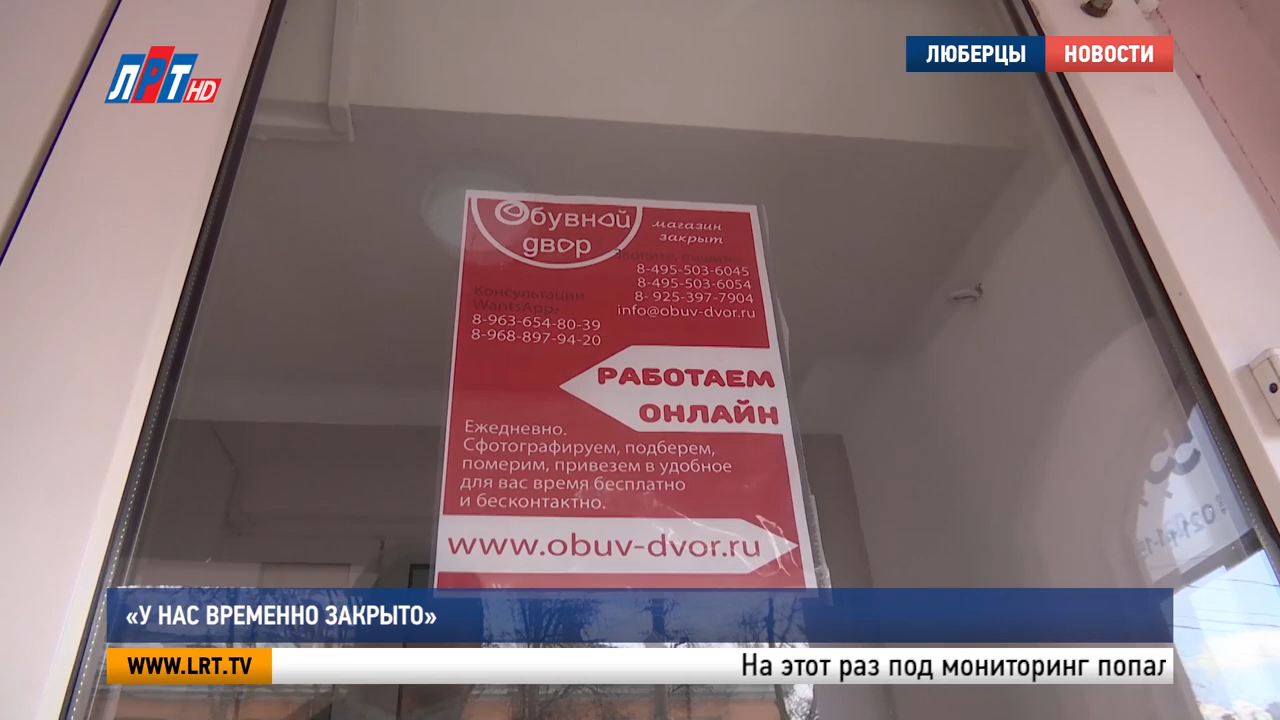 ЛРТ HD
ЛЮБЕРЦЫ НОВОСТИ
Обувной
двор
магазин
закрыт
Звоните, пишите:
8-495-503-6045
8-495-503-6054
8- 925-397-7904
info@obuv-dvor.ru
Консультации
WantsApp:
8-963-654-80-39
8-968-897-94-20
РАБОТАЕМ
ОНЛАЙН
Ежедневно.
Сфотографируем, подберем,
померим, привезем в удобное
для вас время бесплатно
и бесконтактно.
www.obuv-dvor.ru
«У НАС ВРЕМЕННО ЗАКРЫТО»
WWW.LRT.TV
На этот раз под мониторинг попал